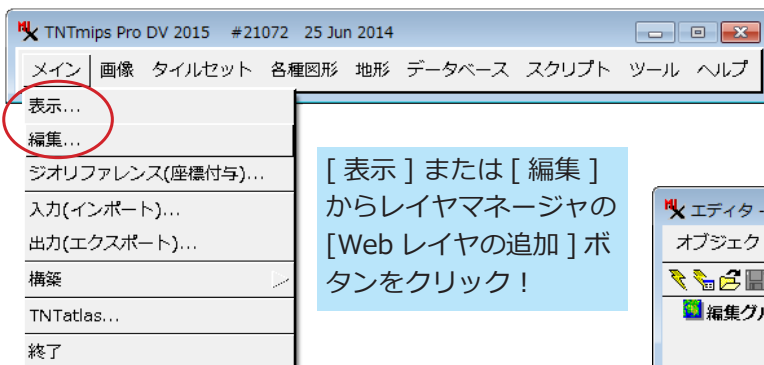 TNTmips Pro DV 2015 #21072 25 Jun 2014
メイン 画像 タイルセット 各種図形 地形 データベース スクリプト ツール ヘルプ
表示...
編集...
ジオリファレンス(座標付与)...
入力(インポート)...
出力(エクスポート)...
構築
TNTatlas...
終了
[ 表示 ] または [ 編集 ]
からレイヤマネージャの
[Web レイヤの追加 ] ボ
タンをクリック！
エディタ -
オブジェク
編集グル